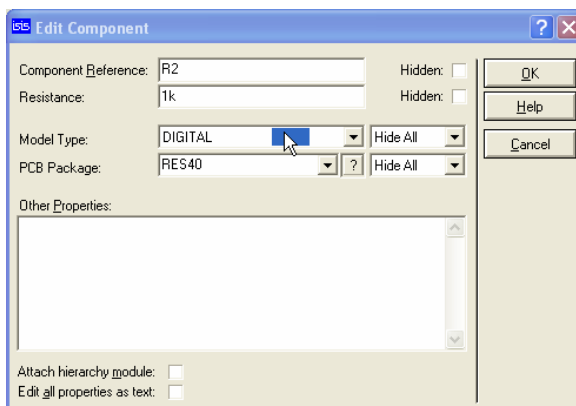 isis Edit Component ?
Component Reference: R2 Hidden: OK
Resistance: 1k Hidden: Help
Model Type: DIGITAL Hide All Cancel
PCB Package: RES40 ? Hide All
Other Properties:
Attach hierarchy module:
Edit all properties as text: